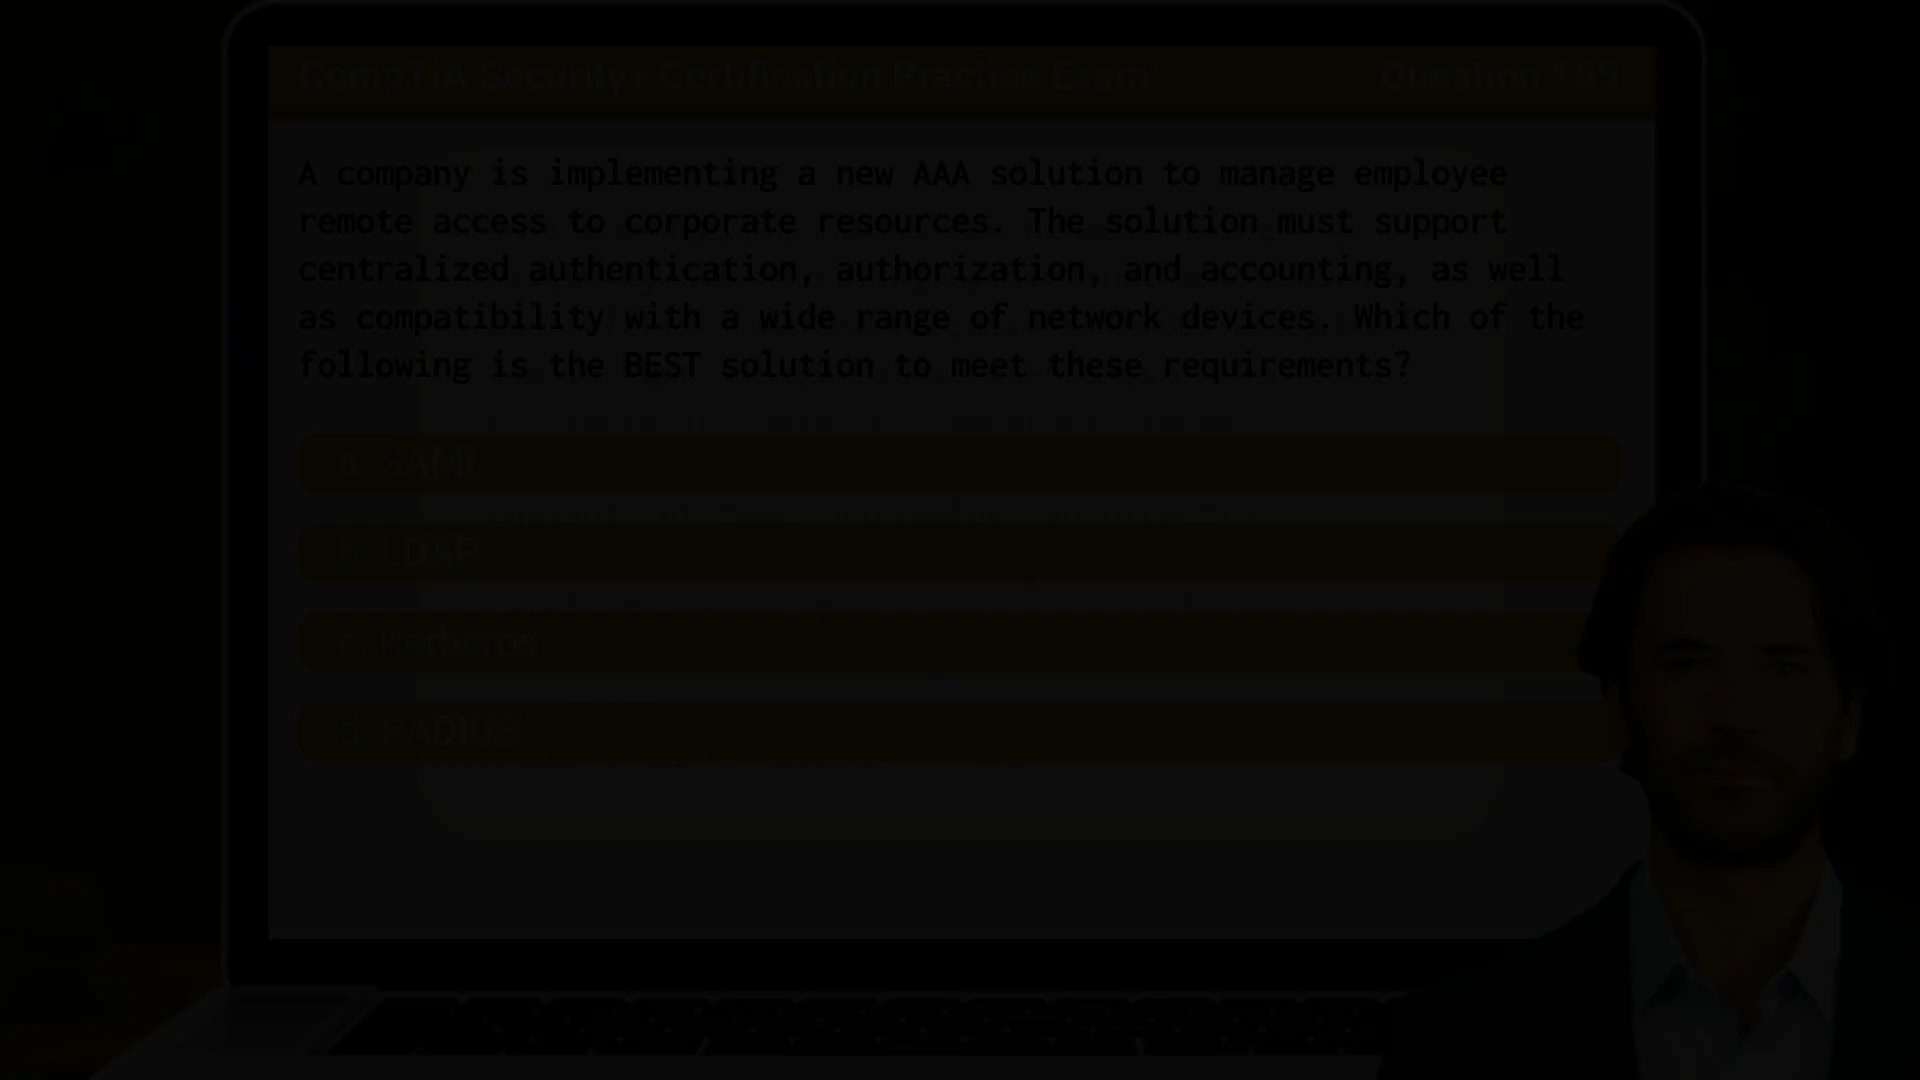 CompTIA Security+ Certification Practice Exam: Question 165
A company is implementing a new AAA solution to manage employee
remote access to corporate resources. The solution must support
centralized authentication, authorization, and accounting, as well
as compatibility with a wide range of network devices. Which of the
following is the BEST solution to meet these requirements?
a. SAML
b. LDAP
c. Kerberos
d. RADIUS